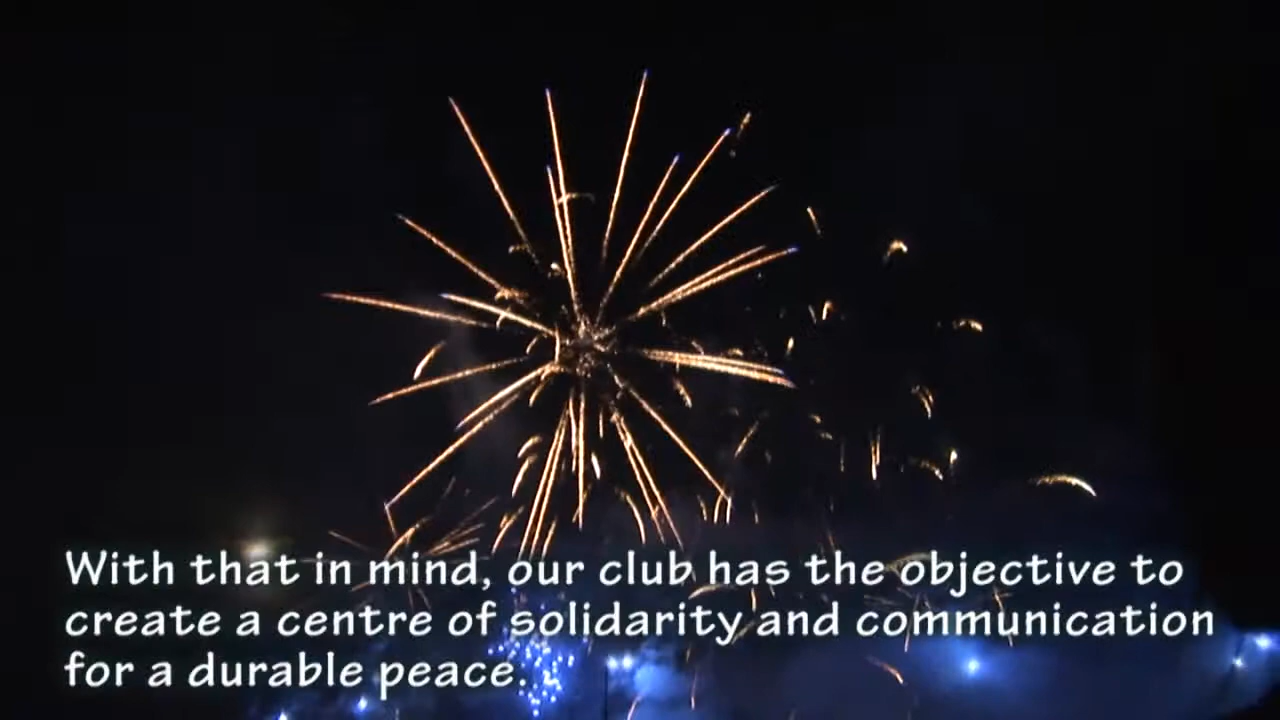 With that in mind, our club has the objective to
create a centre of solidarity and communication
for a durable peace.